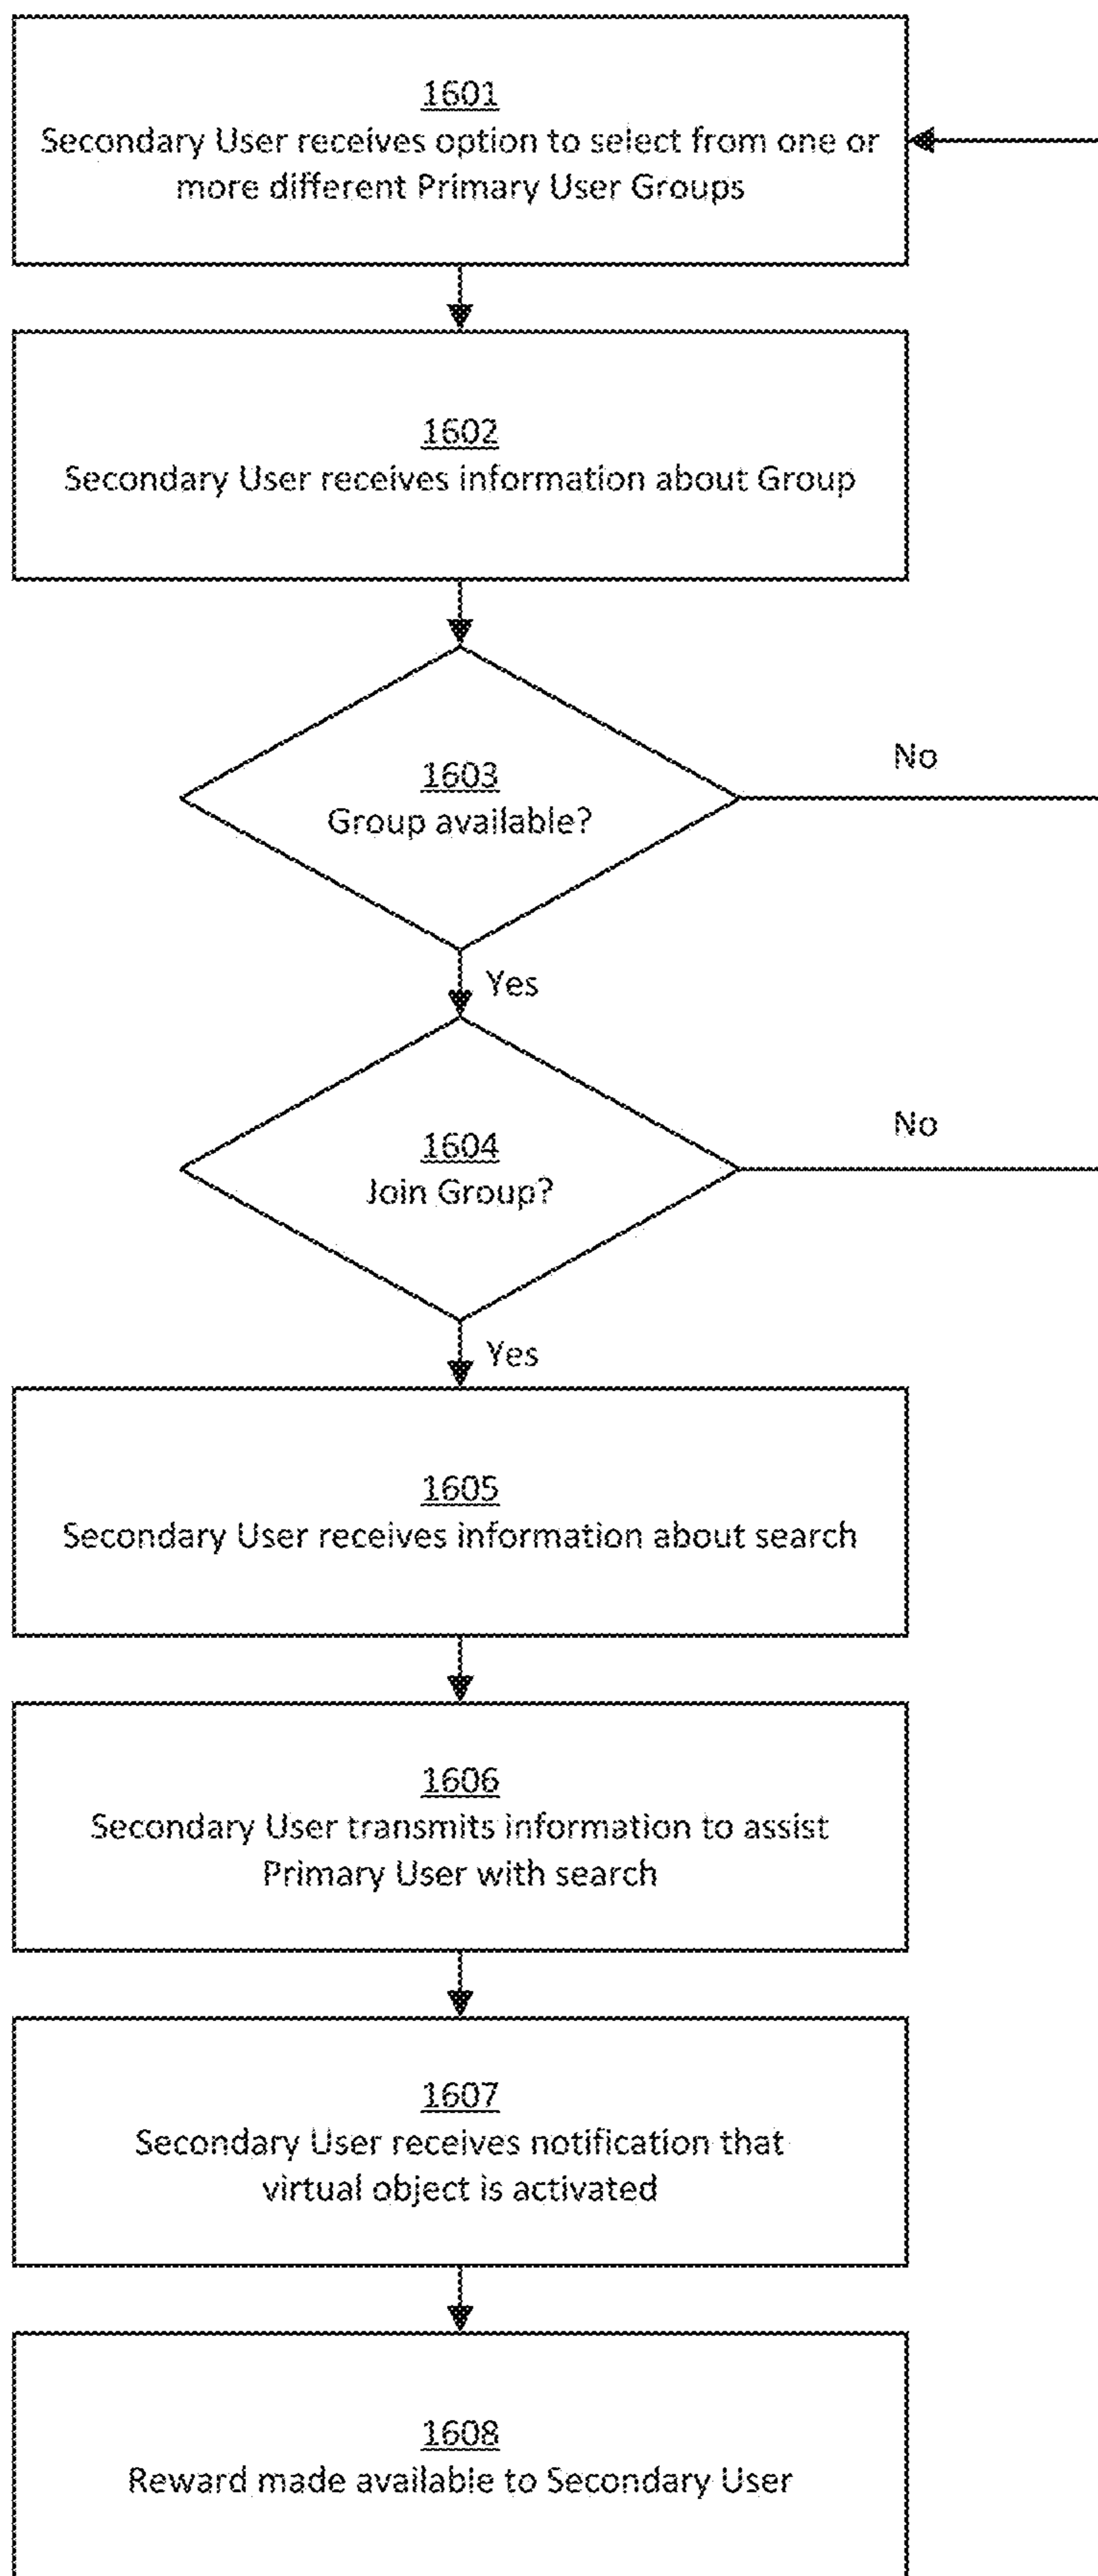 1601
Secondary User receives option to select from one or
more different Primary User Groups
1602
Secondary User receives information about Group
1603
Group available?
No
Yes
1604
Join Group?
No
Yes
1605
Secondary User receives information about search
1606
Secondary User transmits information to assist
Primary User with search
1607
Secondary User receives notification that
virtual object is activated
1608
Reward made available to Secondary User